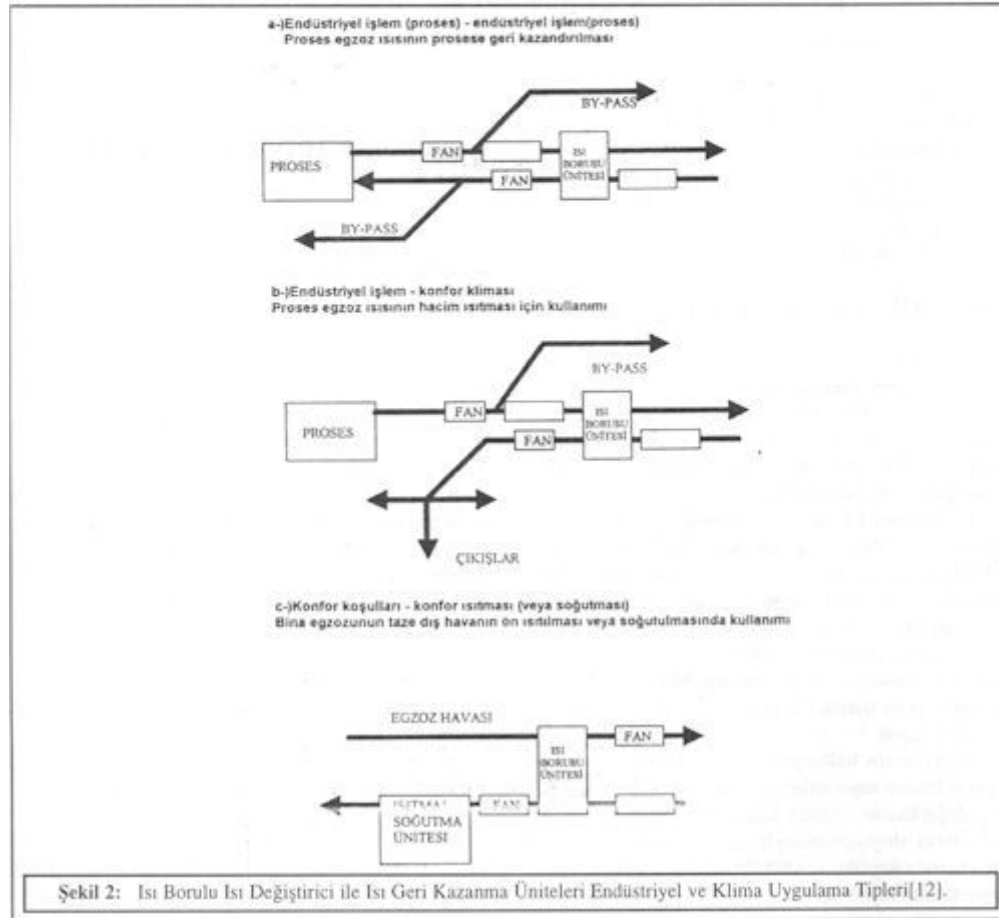 a-)Endüstriyel işlem (proses) - endüstriyel işlem(proses)
Proses egzoz ısısının prosese geri kazandırılması
BY-PASS
FAN
PROSES
ISI
BORUSU
ÜNİTESİ
FAN
BY-PASS
b-)Endüstriyel işlem - konfor kliması
Proses egzoz ısısının hacim ısıtması için kullanımı
BY-PASS
FAN
PROSES
ISI
BORUSU
ÜNİTESİ
FAN
ÇIKIŞLAR
c-)Konfor koşulları - konfor ısıtması (veya soğutması)
Bina egzozunun taze dış havanın ön ısıtılması veya soğutulmasında kullanımı
EGZOZ HAVASI
FAN
ISI
BORUSU
ÜNİTESİ
FAN
SOĞUTMA
ÜNİTESİ
Şekil 2: Isı Borulu Isı Değiştirici ile Isı Geri Kazanma Üniteleri Endüstriyel ve Klima Uygulama Tipleri[12].